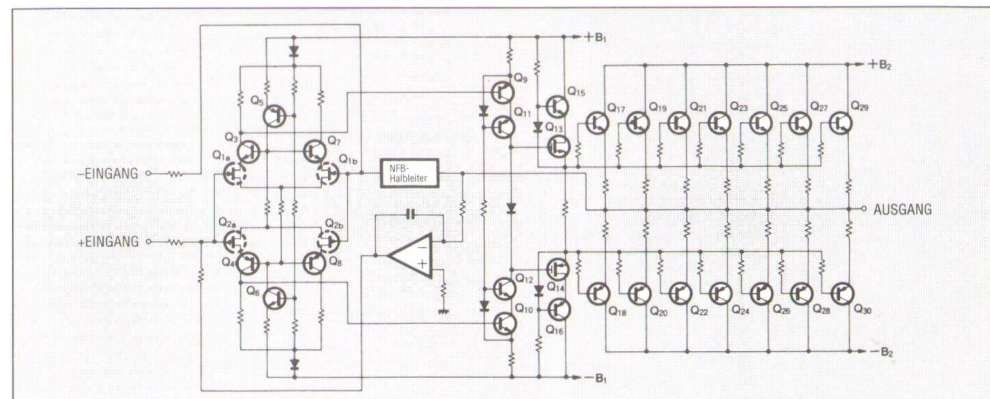 +B₁
Q₉
Q₁₅
+B₂
Q₅
Q₁₁
Q₁₇
Q₁₉
Q₂₁
Q₂₃
Q₂₅
Q₂₇
Q₂₉
Q₃
Q₇
Q₁₃
Q₁ₐ
Q₁b
−EINGANG
NFB-
Halbleiter
AUSGANG
+EINGANG
Q₂ₐ
Q₂b
−
+
Q₄
Q₈
Q₁₂
Q₁₄
Q₆
Q₁₀
Q₁₆
Q₁₈
Q₂₀
Q₂₂
Q₂₄
Q₂₆
Q₂₈
Q₃₀
−B₂
−B₁